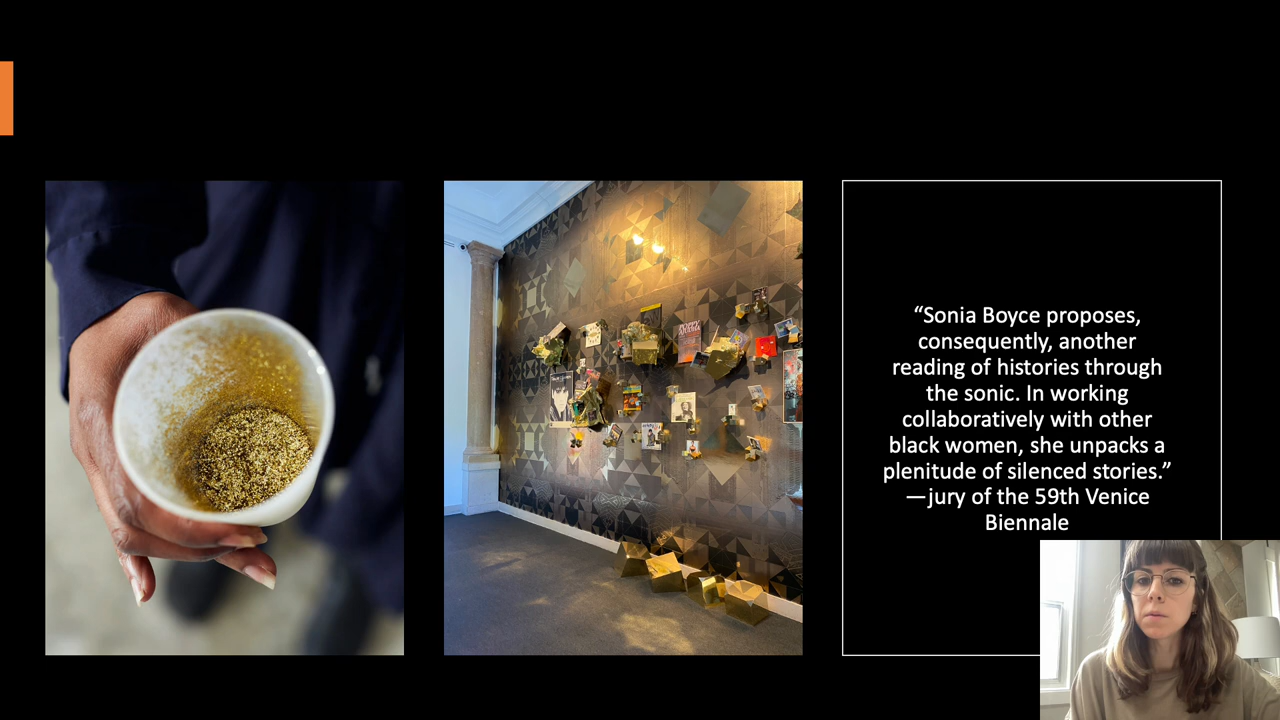 “Sonia Boyce proposes,
consequently, another
reading of histories through
the sonic. In working
collaboratively with other
black women, she unpacks a
plenitude of silenced stories.”
—jury of the 59th Venice
Biennale